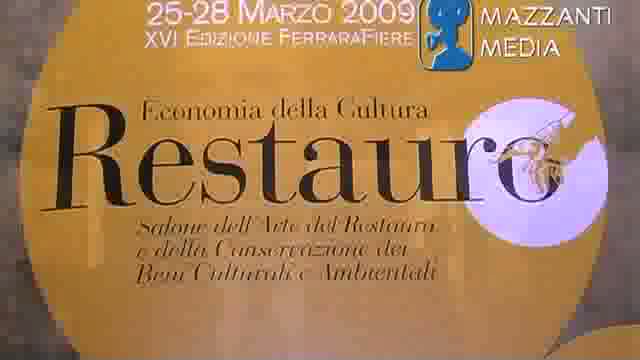 25-28 MARZO 2009
XVI EDIZIONE FERRARAFIERE
MAZZANTI
MEDIA
Economia della Cultura
Restauro
Salone dell'Arte del Restauro
e della Conservazione dei
Beni Culturali e Ambientali